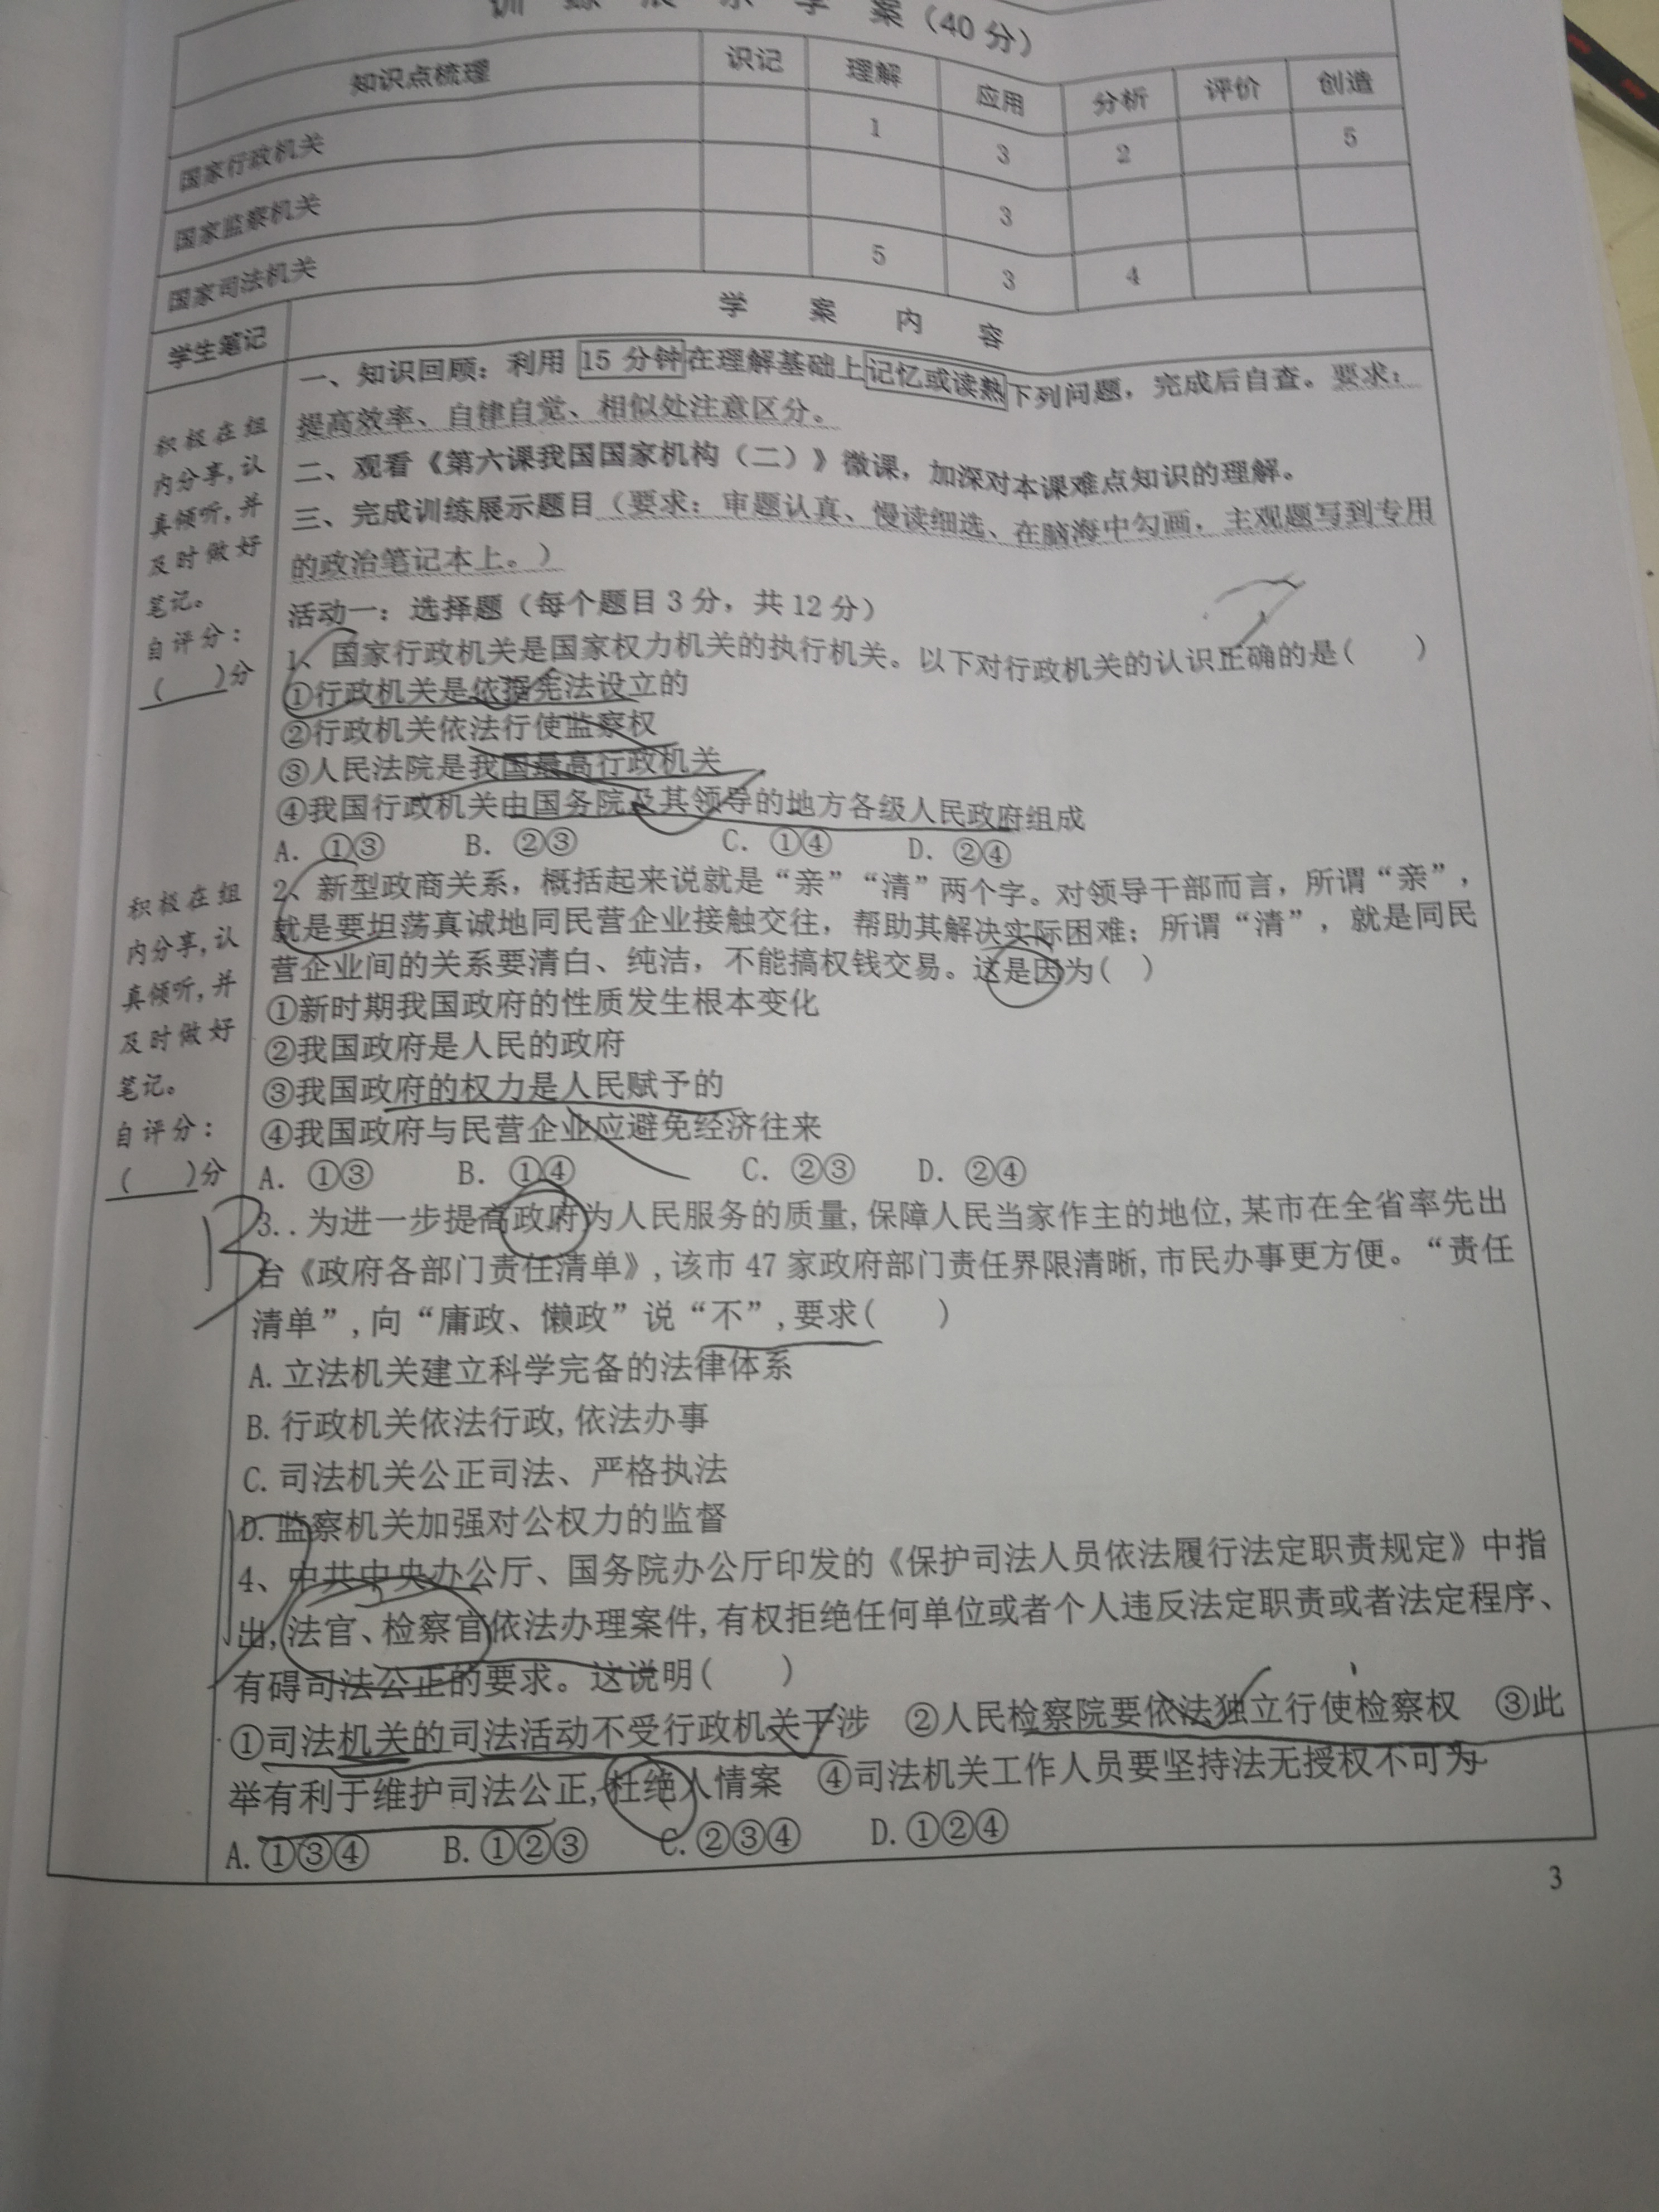 训练展示学案（40分）
知识点梳理 识记 理解 应用 分析 评价 创造
国家行政机关 1 3 2 5
国家监察机关 3
国家司法机关 5 3 4
学生笔记 学案内容
一、知识回顾：利用 15分钟在理解基础上记忆或读熟下列问题，完成后自查。要求：
提高效率、自律自觉、相似处注意区分。
二、观看《第六课我国国家机构（二）》微课，加深对本课难点知识的理解。
三、完成训练展示题目（要求：审题认真、慢读细选、在脑海中勾画，主观题写到专用
的政治笔记本上。）
积极在组
内分享，认
真倾听，并
及时做好
笔记。
自评分：
(    )分
活动一：选择题（每个题目3分，共12分）
1、国家行政机关是国家权力机关的执行机关。以下对行政机关的认识正确的是(    )
①行政机关是依据宪法设立的
②行政机关依法行使监察权
③人民法院是我国最高行政机关
④我国行政机关由国务院及其领导的地方各级人民政府组成
A. ①③ B. ②③ C. ①④ D. ②④
积极在组
内分享，认
真倾听，并
及时做好
笔记。
自评分：
(    )分
2、新型政商关系，概括起来说就是“亲”“清”两个字。对领导干部而言，所谓“亲”，
就是要坦荡真诚地同民营企业接触交往，帮助其解决实际困难；所谓“清”，就是同民
营企业间的关系要清白、纯洁，不能搞权钱交易。这是因为(    )
①新时期我国政府的性质发生根本变化
②我国政府是人民的政府
③我国政府的权力是人民赋予的
④我国政府与民营企业应避免经济往来
A. ①③ B. ①④ C. ②③ D. ②④
B
3..为进一步提高政府为人民服务的质量,保障人民当家作主的地位,某市在全省率先出
台《政府各部门责任清单》,该市47家政府部门责任界限清晰,市民办事更方便。“责任
清单”,向“庸政、懒政”说“不”,要求(    )
A.立法机关建立科学完备的法律体系
B.行政机关依法行政,依法办事
C.司法机关公正司法、严格执法
D.监察机关加强对公权力的监督
4、中共中央办公厅、国务院办公厅印发的《保护司法人员依法履行法定职责规定》中指
出,法官、检察官依法办理案件,有权拒绝任何单位或者个人违反法定职责或者法定程序、
有碍司法公正的要求。这说明(    )
①司法机关的司法活动不受行政机关干涉 ②人民检察院要依法独立行使检察权 ③此
举有利于维护司法公正,杜绝人情案 ④司法机关工作人员要坚持法无授权不可为
A.①③④ B.①②③ C.②③④ D.①②④
3